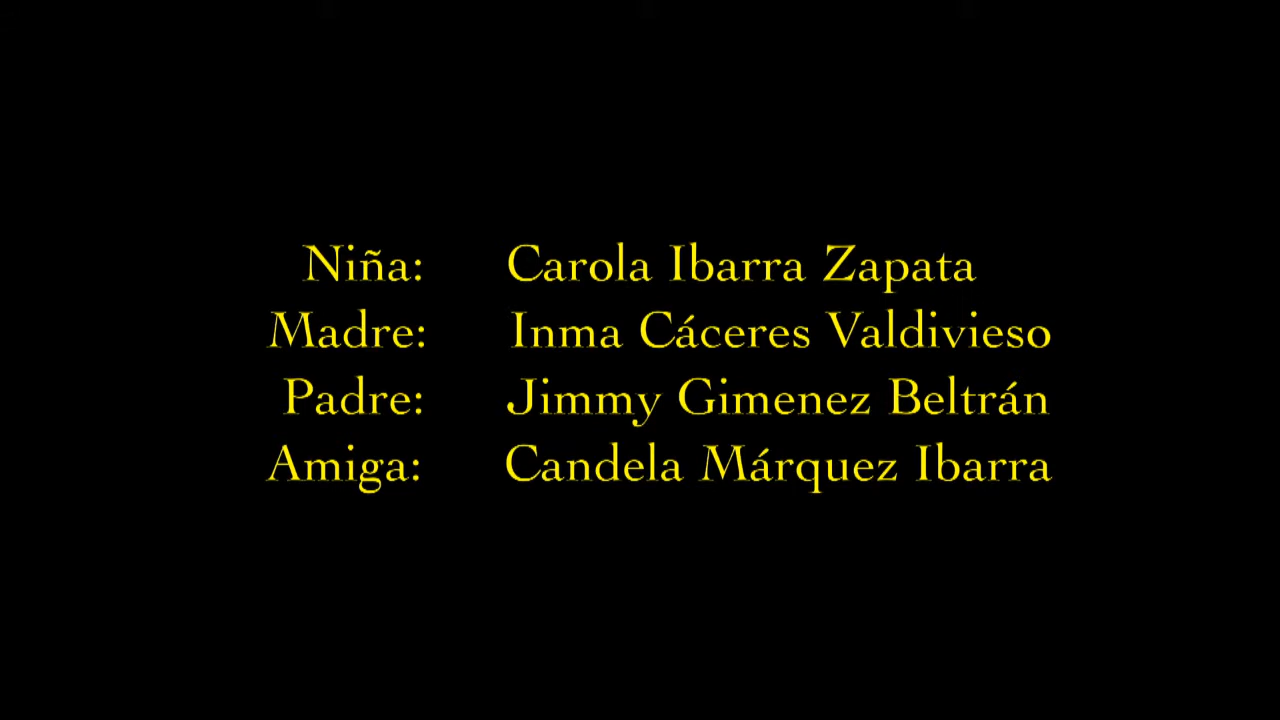 Niña: Carola Ibarra Zapata
Madre: Inma Cáceres Valdivieso
Padre: Jimmy Gimenez Beltrán
Amiga: Candela Márquez Ibarra